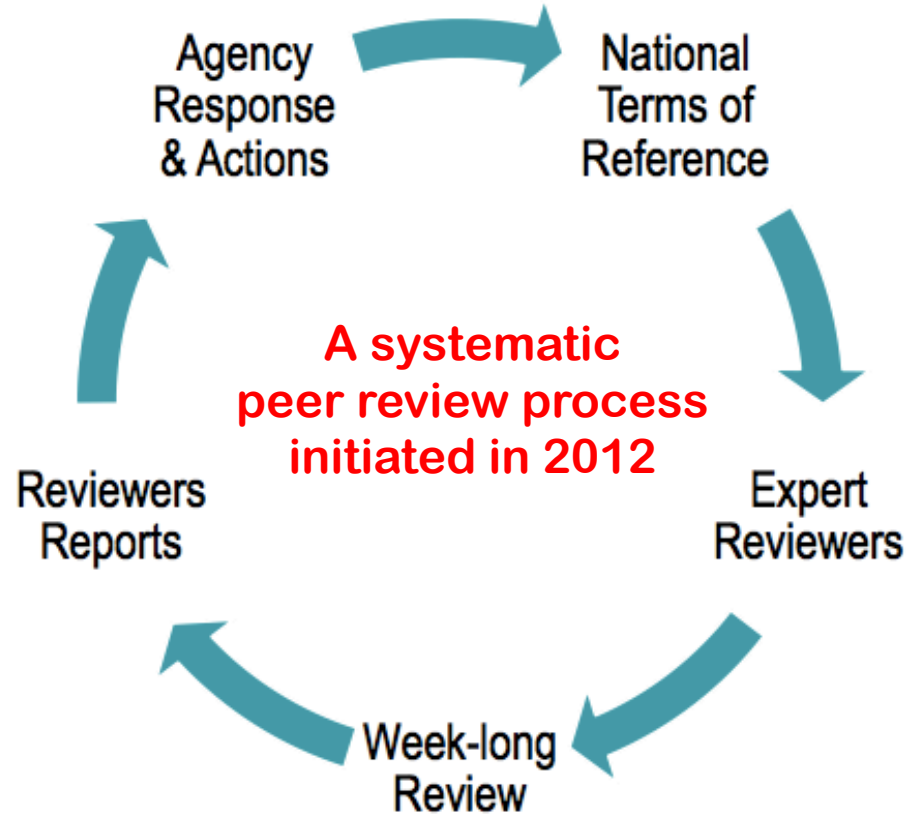 Agency
Response
& Actions
National
Terms of
Reference
A systematic
peer review process
initiated in 2012
Expert
Reviewers
Week-long
Review
Reviewers
Reports